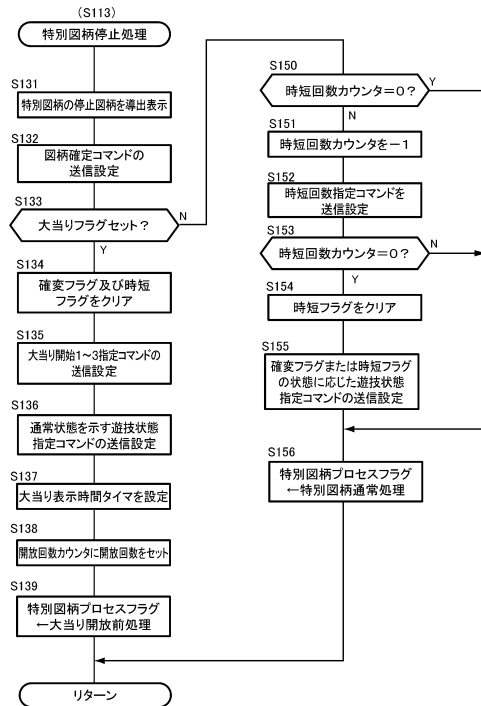 (S113)
特別図柄停止処理
S131
特別図柄の停止図柄を導出表示
S132
図柄確定コマンドの
送信設定
S133
大当りフラグセット？
N
Y
S134
確変フラグ及び時短
フラグをクリア
S135
大当り開始1～3指定コマンドの
送信設定
S136
通常状態を示す遊技状態
指定コマンドの送信設定
S137
大当り表示時間タイマを設定
S138
開放回数カウンタに開放回数をセット
S139
特別図柄プロセスフラグ
←大当り開放前処理
リターン
S150
時短回数カウンタ＝0？
Y
N
S151
時短回数カウンタを－1
S152
時短回数指定コマンドを
送信設定
S153
時短回数カウンタ＝0？
N
Y
S154
時短フラグをクリア
S155
確変フラグまたは時短フラグ
の状態に応じた遊技状態
指定コマンドの送信設定
S156
特別図柄プロセスフラグ
←特別図柄通常処理